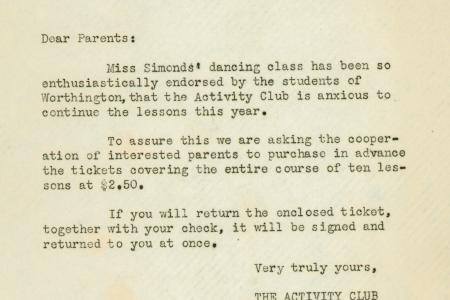 Dear Parents:
Miss Simonds' dancing class has been so
enthusiastically endorsed by the students of
Worthington, that the Activity Club is anxious to
continue the lessons this year.
To assure this we are asking the cooper-
ation of interested parents to purchase in advance
the tickets covering the entire course of ten les-
sons at $2.50.
If you will return the enclosed ticket,
together with your check, it will be signed and
returned to you at once.
Very truly yours,
THE ACTIVITY CLUB